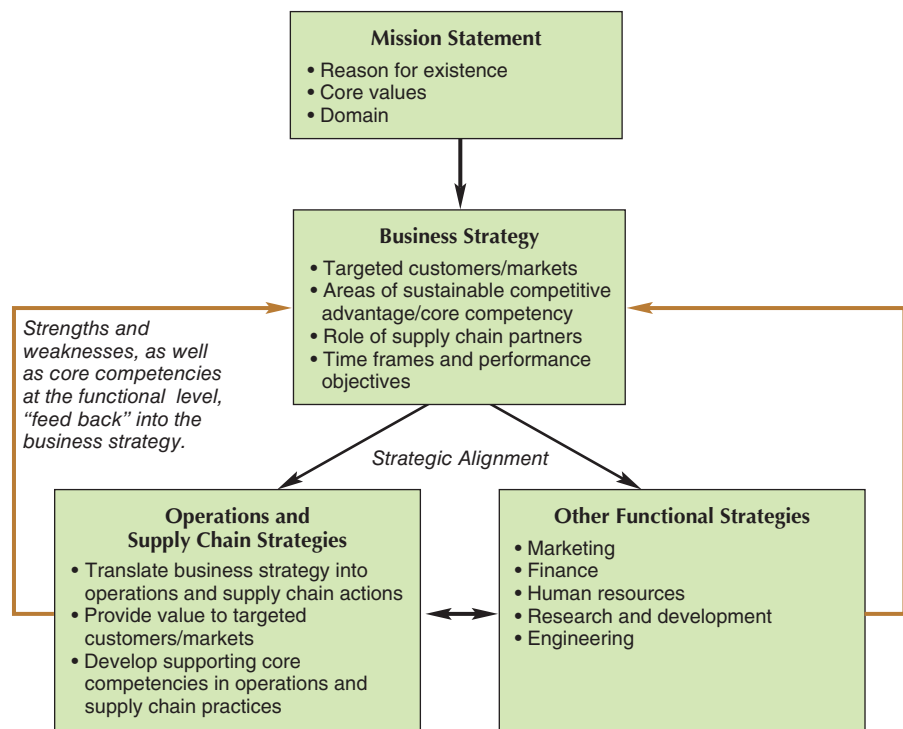 Mission Statement
• Reason for existence
• Core values
• Domain
Business Strategy
• Targeted customers/markets
• Areas of sustainable competitive
advantage/core competency
• Role of supply chain partners
• Time frames and performance
objectives
Strengths and
weaknesses, as well
as core competencies
at the functional level,
“feed back” into the
business strategy.
Strategic Alignment
Operations and
Supply Chain Strategies
• Translate business strategy into
operations and supply chain actions
• Provide value to targeted
customers/markets
• Develop supporting core
competencies in operations and
supply chain practices
Other Functional Strategies
• Marketing
• Finance
• Human resources
• Research and development
• Engineering